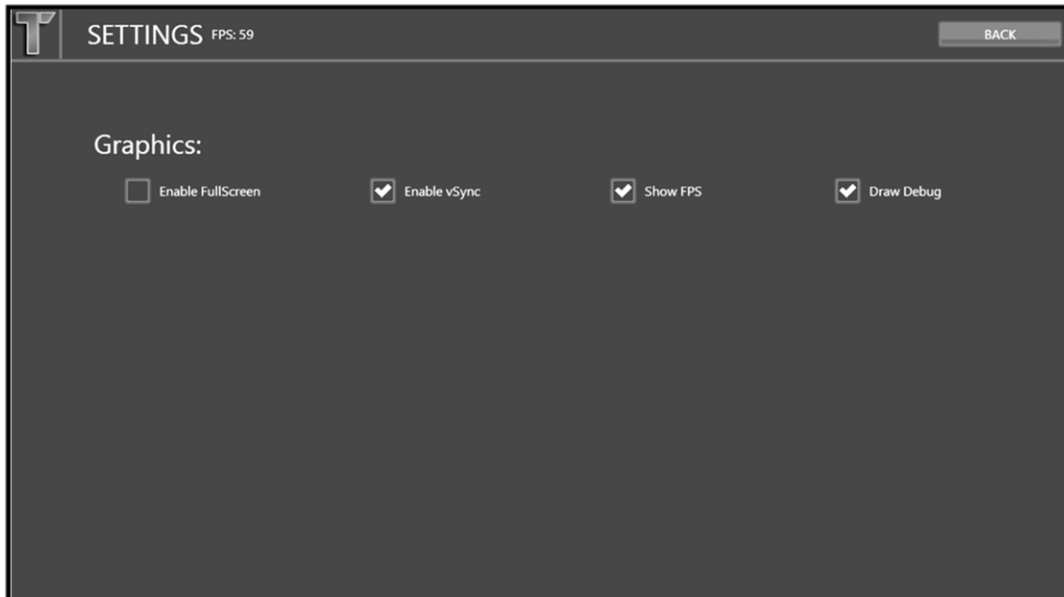 T
SETTINGS FPS: 59 BACK
Graphics:
Enable FullScreen Enable vSync Show FPS Draw Debug